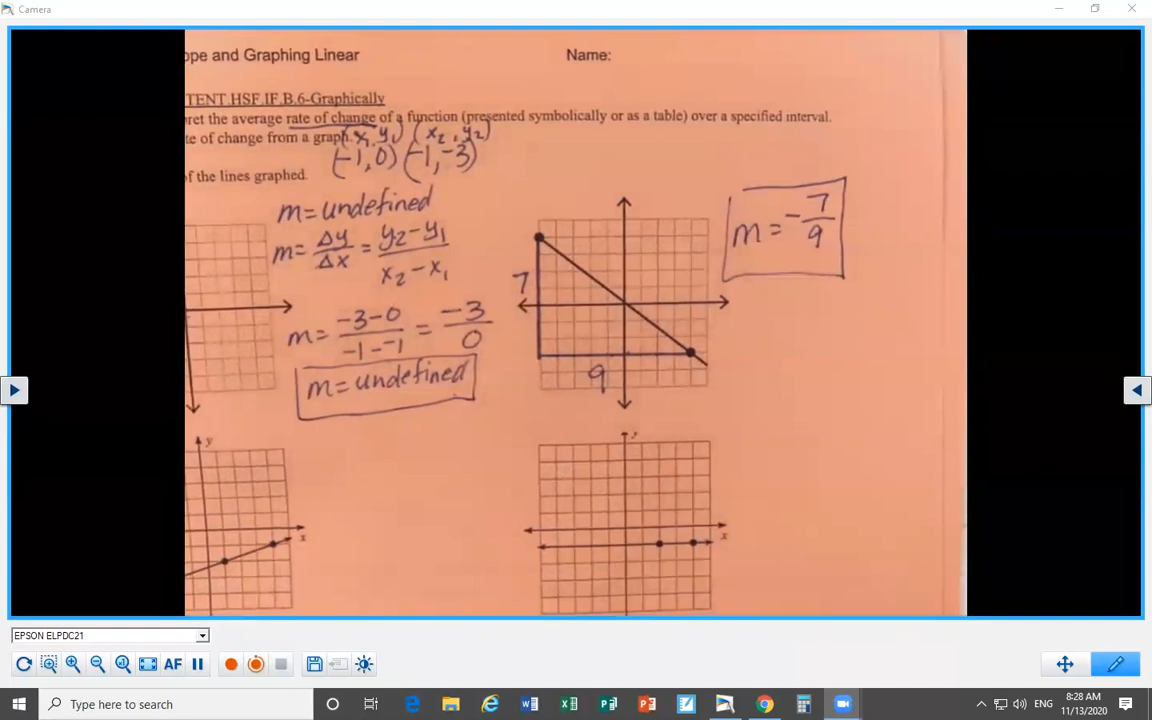 Camera
ope and Graphing Linear
Name:
TENT.HSF.IF.B.6-Graphically
ret the average rate of change of a function (presented symbolically or as a table) over a specified interval.
te of change from a graph.
(x₁, y₁) (x₂, y₂)
(-1, 0) (-1, -3)
of the lines graphed.
m = undefined
m = Δy/Δx = y₂ - y₁/x₂ - x₁
m = -3 - 0/-1 - -1 = -3/0
m = undefined
7
9
m = -7/9
y
x
y
x
EPSON ELPDC21
AF
Type here to search
ENG
8:28 AM
11/13/2020